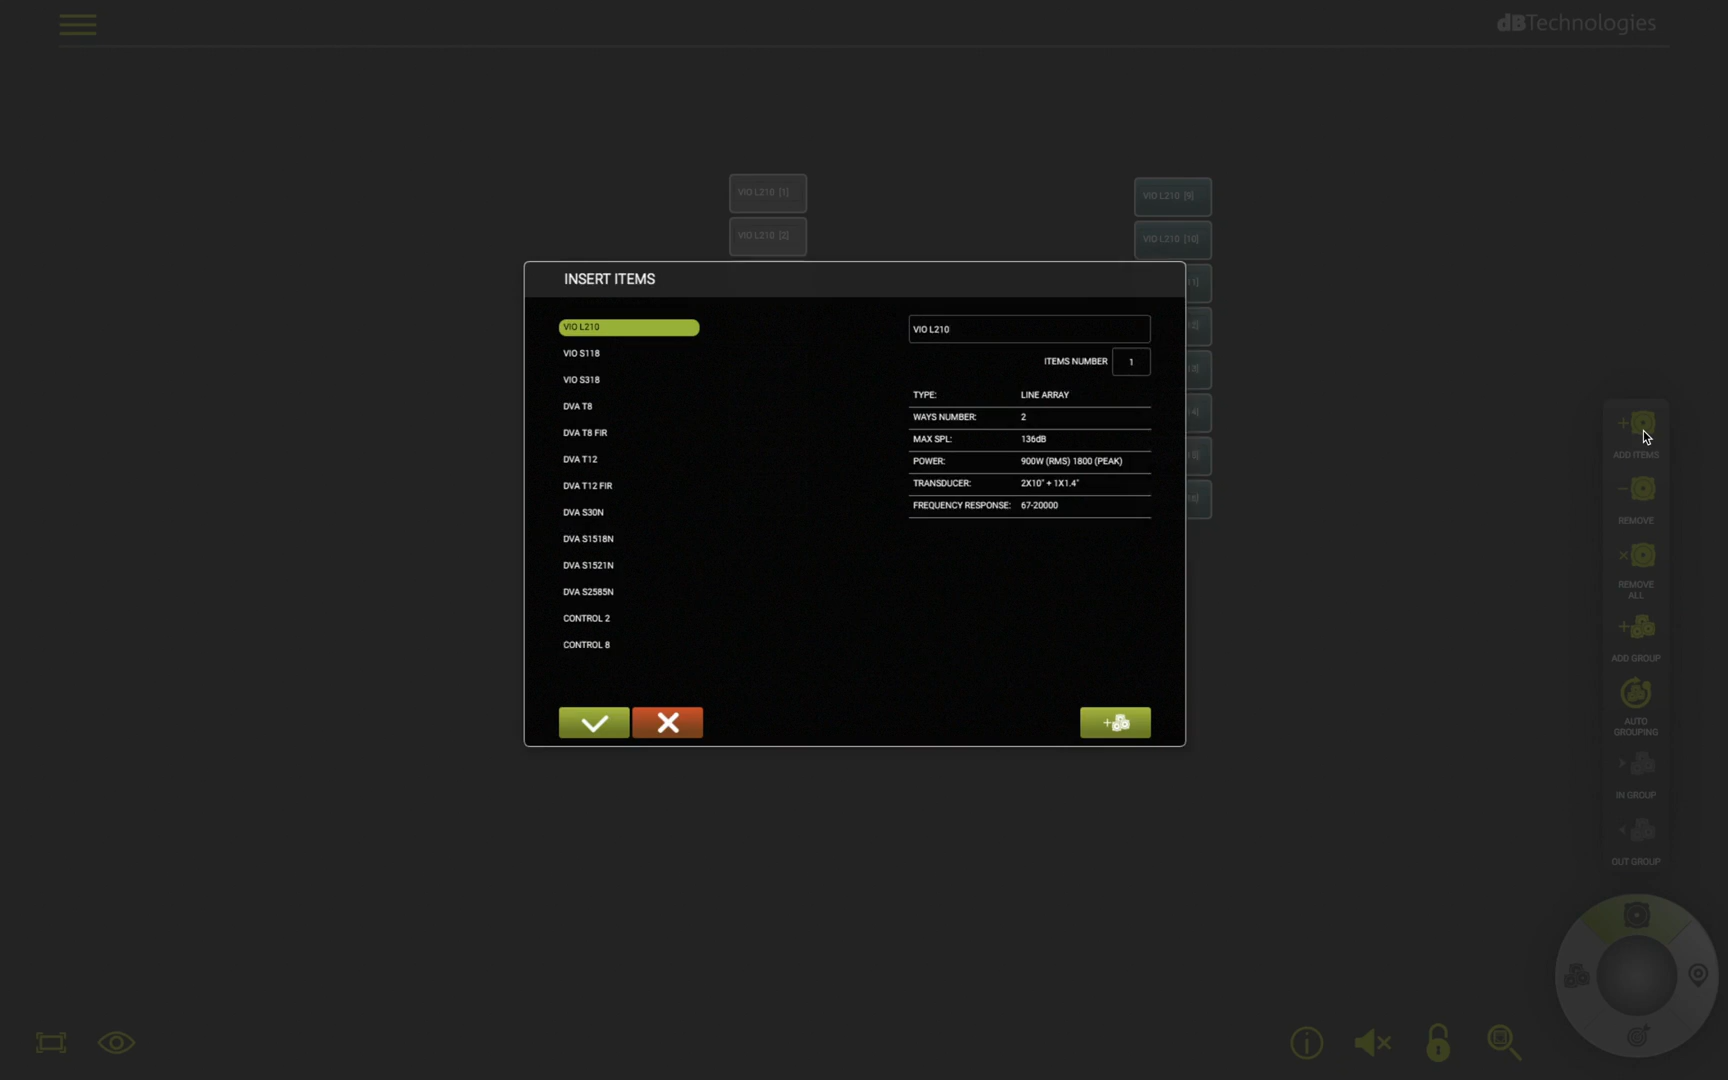 dBTechnologies
VIO L210 [1]
VIO L210 [9]
VIO L210 [2]
VIO L210 [10]
INSERT ITEMS
VIO L210
VIO S118
VIO S318
DVA T8
DVA T8 FIR
DVA T12
DVA T12 FIR
DVA S30N
DVA S1518N
DVA S1521N
DVA S2585N
CONTROL 2
CONTROL 8
VIO L210
ITEMS NUMBER 1
TYPE: LINE ARRAY
WAYS NUMBER: 2
MAX SPL: 136dB
POWER: 900W (RMS) 1800 (PEAK)
TRANSDUCER: 2X10" + 1X1.4"
FREQUENCY RESPONSE: 67-20000
ADD ITEMS
REMOVE
REMOVE
ALL
ADD GROUP
AUTO
GROUPING
IN GROUP
OUT GROUP